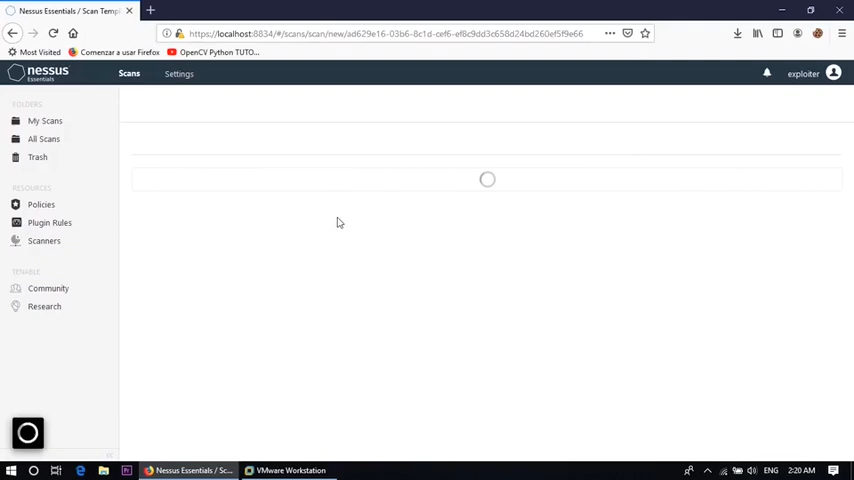 Nessus Essentials / Scan Templ
https://localhost:8834/#/scans/scan/new/ad629e16-03b6-8c1d-cef6-ef8c9dd3c658d24bd260ef5f9e66
Most Visited Comenzar a usar Firefox OpenCV Python TUTO...
nessus Essentials Scans Settings exploiter
FOLDERS
My Scans
All Scans
Trash
RESOURCES
Policies
Plugin Rules
Scanners
TENABLE
Community
Research
Pr Nessus Essentials / Sc... VMware Workstation ENG 2:20 AM